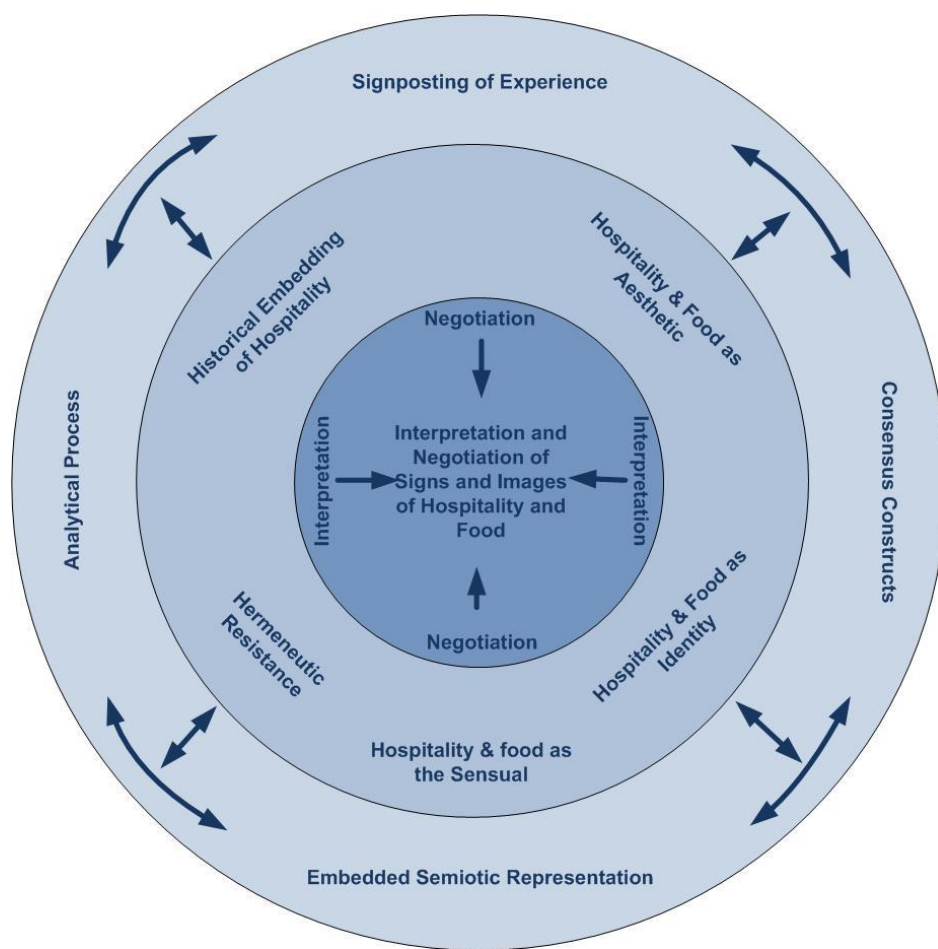 Signposting of Experience
Historical Embedding
of Hospitality
Hospitality & Food as
Aesthetic
Negotiation
Analytical Process
Interpretation
Interpretation and
Negotiation of
Signs and Images
of Hospitality and
Food
Interpretation
Consensus Constructs
Negotiation
Hermeneutic
Resistance
Hospitality & Food as
Identity
Hospitality & food as
the Sensual
Embedded Semiotic Representation